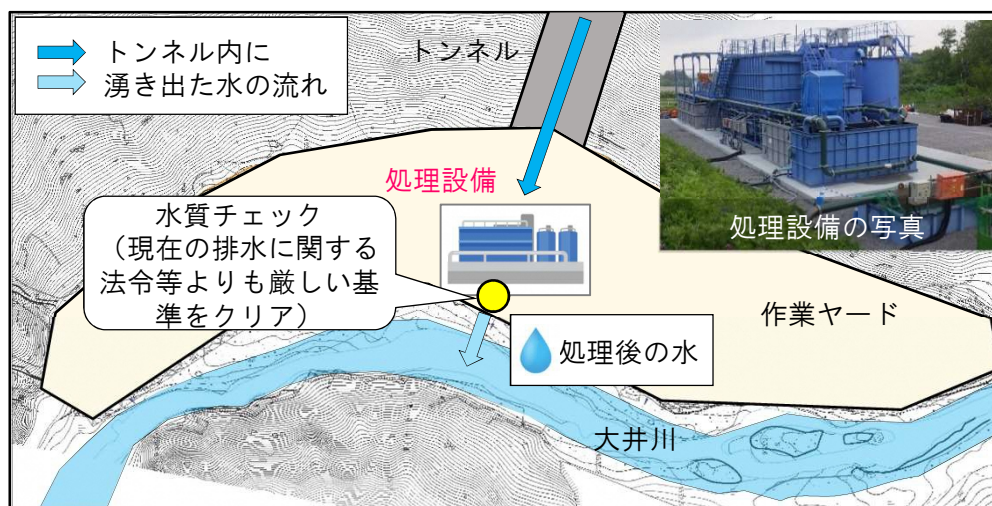 トンネル内に
湧き出た水の流れ
トンネル
処理設備
水質チェック
（現在の排水に関する
法令等よりも厳しい基
準をクリア）
処理設備の写真
作業ヤード
処理後の水
大井川